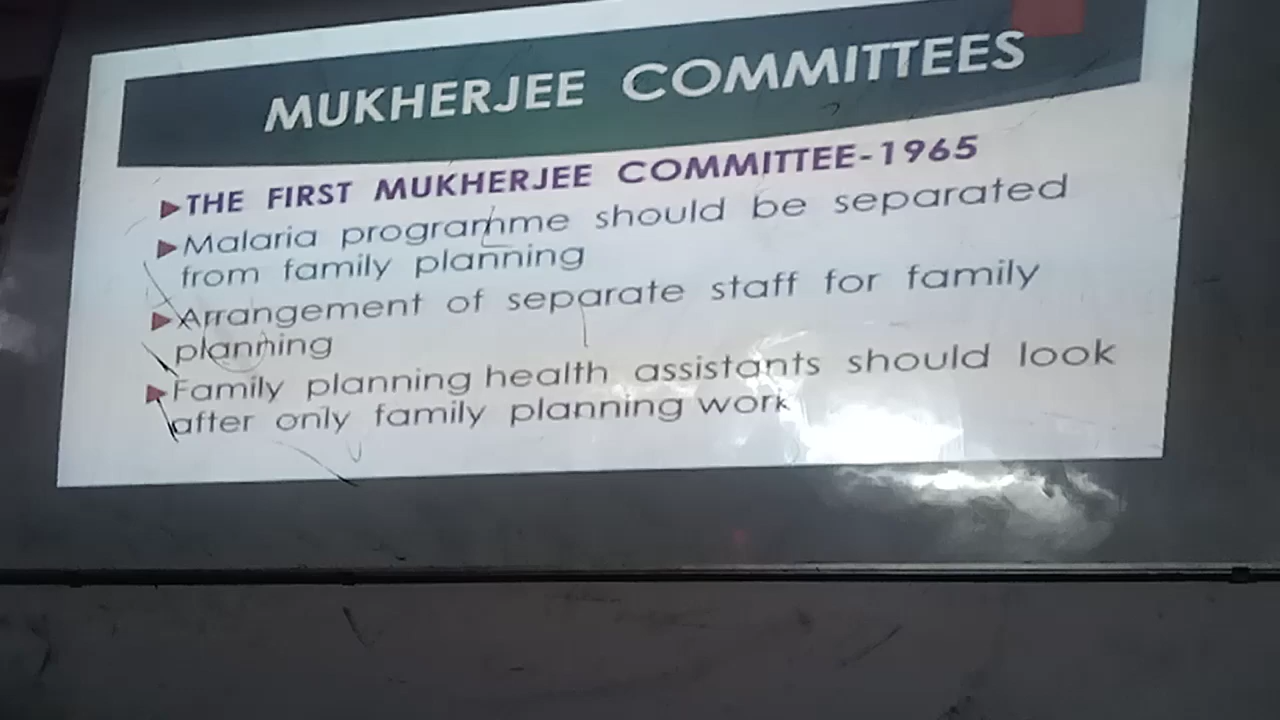 MUKHERJEE COMMITTEES
THE FIRST MUKHERJEE COMMITTEE-1965
Malaria programme should be separated
from family planning
Arrangement of separate staff for family
planning
Family planning health assistants should look
after only family planning work